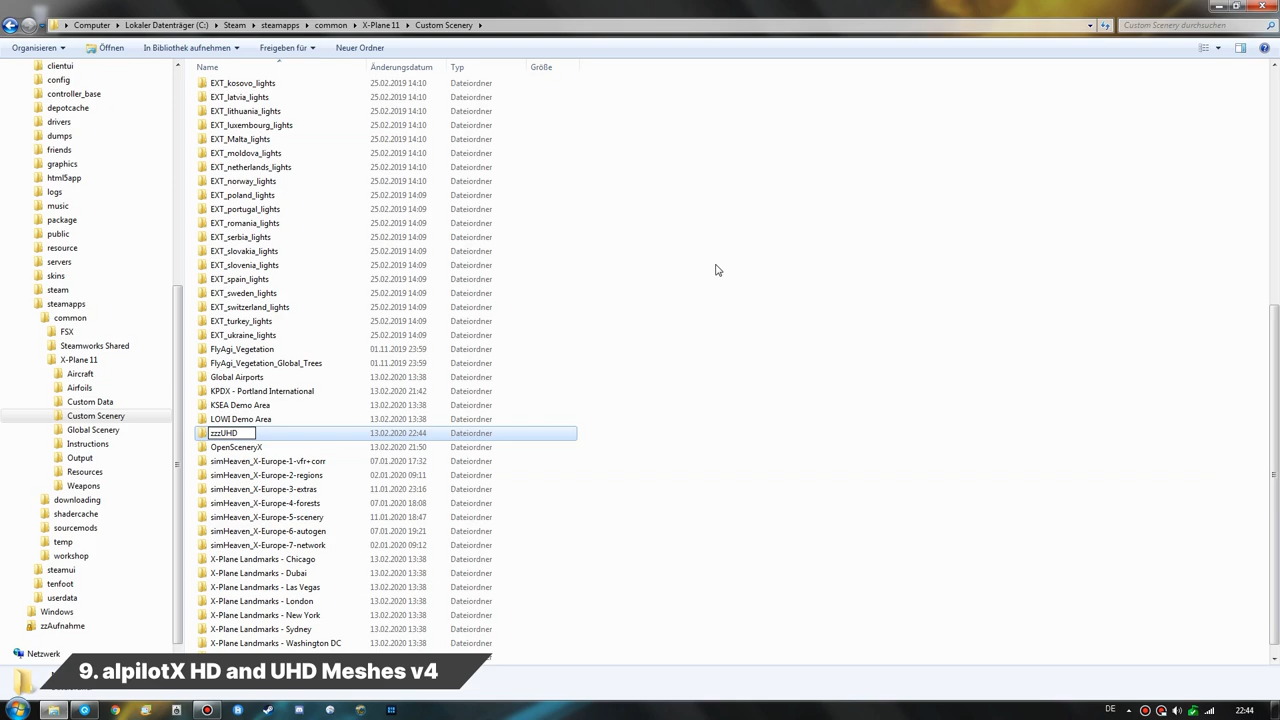 Computer ▸ Lokaler Datenträger (C:) ▸ Steam ▸ steamapps ▸ common ▸ X-Plane 11 ▸ Custom Scenery ▸
Custom Scenery durchsuchen
Organisieren ▾ Öffnen In Bibliothek aufnehmen ▾ Freigeben für ▾ Neuer Ordner
clientui
config
controller_base
depotcache
drivers
dumps
friends
graphics
html5app
logs
music
package
public
resource
servers
skins
steam
steamapps
common
FSX
Steamworks Shared
X-Plane 11
Aircraft
Airfoils
Custom Data
Custom Scenery
Global Scenery
Instructions
Output
Resources
Weapons
downloading
shadercache
sourcemods
temp
workshop
steamui
tenfoot
userdata
Windows
zzAufnahme
Netzwerk
Name Änderungsdatum Typ Größe
EXT_kosovo_lights 25.02.2019 14:10 Dateiordner
EXT_latvia_lights 25.02.2019 14:10 Dateiordner
EXT_lithuania_lights 25.02.2019 14:10 Dateiordner
EXT_luxembourg_lights 25.02.2019 14:10 Dateiordner
EXT_Malta_lights 25.02.2019 14:10 Dateiordner
EXT_moldova_lights 25.02.2019 14:10 Dateiordner
EXT_netherlands_lights 25.02.2019 14:10 Dateiordner
EXT_norway_lights 25.02.2019 14:10 Dateiordner
EXT_poland_lights 25.02.2019 14:09 Dateiordner
EXT_portugal_lights 25.02.2019 14:09 Dateiordner
EXT_romania_lights 25.02.2019 14:09 Dateiordner
EXT_serbia_lights 25.02.2019 14:09 Dateiordner
EXT_slovakia_lights 25.02.2019 14:09 Dateiordner
EXT_slovenia_lights 25.02.2019 14:09 Dateiordner
EXT_spain_lights 25.02.2019 14:09 Dateiordner
EXT_sweden_lights 25.02.2019 14:09 Dateiordner
EXT_switzerland_lights 25.02.2019 14:09 Dateiordner
EXT_turkey_lights 25.02.2019 14:09 Dateiordner
EXT_ukraine_lights 25.02.2019 14:09 Dateiordner
FlyAgi_Vegetation 01.11.2019 23:59 Dateiordner
FlyAgi_Vegetation_Global_Trees 01.11.2019 23:59 Dateiordner
Global Airports 13.02.2020 13:38 Dateiordner
KPDX - Portland International 13.02.2020 21:42 Dateiordner
KSEA Demo Area 13.02.2020 13:38 Dateiordner
LOWI Demo Area 13.02.2020 13:38 Dateiordner
zzzUHD 13.02.2020 22:44 Dateiordner
OpenSceneryX 13.02.2020 21:50 Dateiordner
simHeaven_X-Europe-1-vfr+corr 07.01.2020 17:32 Dateiordner
simHeaven_X-Europe-2-regions 02.01.2020 09:11 Dateiordner
simHeaven_X-Europe-3-extras 11.01.2020 23:16 Dateiordner
simHeaven_X-Europe-4-forests 07.01.2020 18:08 Dateiordner
simHeaven_X-Europe-5-scenery 11.01.2020 18:47 Dateiordner
simHeaven_X-Europe-6-autogen 07.01.2020 19:21 Dateiordner
simHeaven_X-Europe-7-network 02.01.2020 09:12 Dateiordner
X-Plane Landmarks - Chicago 13.02.2020 13:38 Dateiordner
X-Plane Landmarks - Dubai 13.02.2020 13:38 Dateiordner
X-Plane Landmarks - Las Vegas 13.02.2020 13:38 Dateiordner
X-Plane Landmarks - London 13.02.2020 13:38 Dateiordner
X-Plane Landmarks - New York 13.02.2020 13:38 Dateiordner
X-Plane Landmarks - Sydney 13.02.2020 13:38 Dateiordner
X-Plane Landmarks - Washington DC 13.02.2020 13:38 Dateiordner
9. alpilotX HD and UHD Meshes v4
DE 22:44